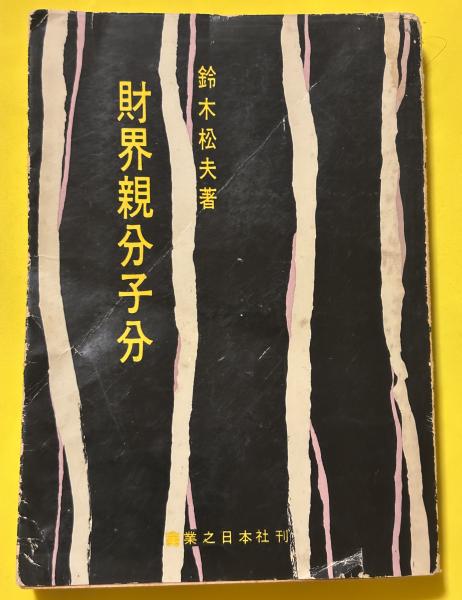 鈴木松夫著
財界親分子分
實業之日本社刊